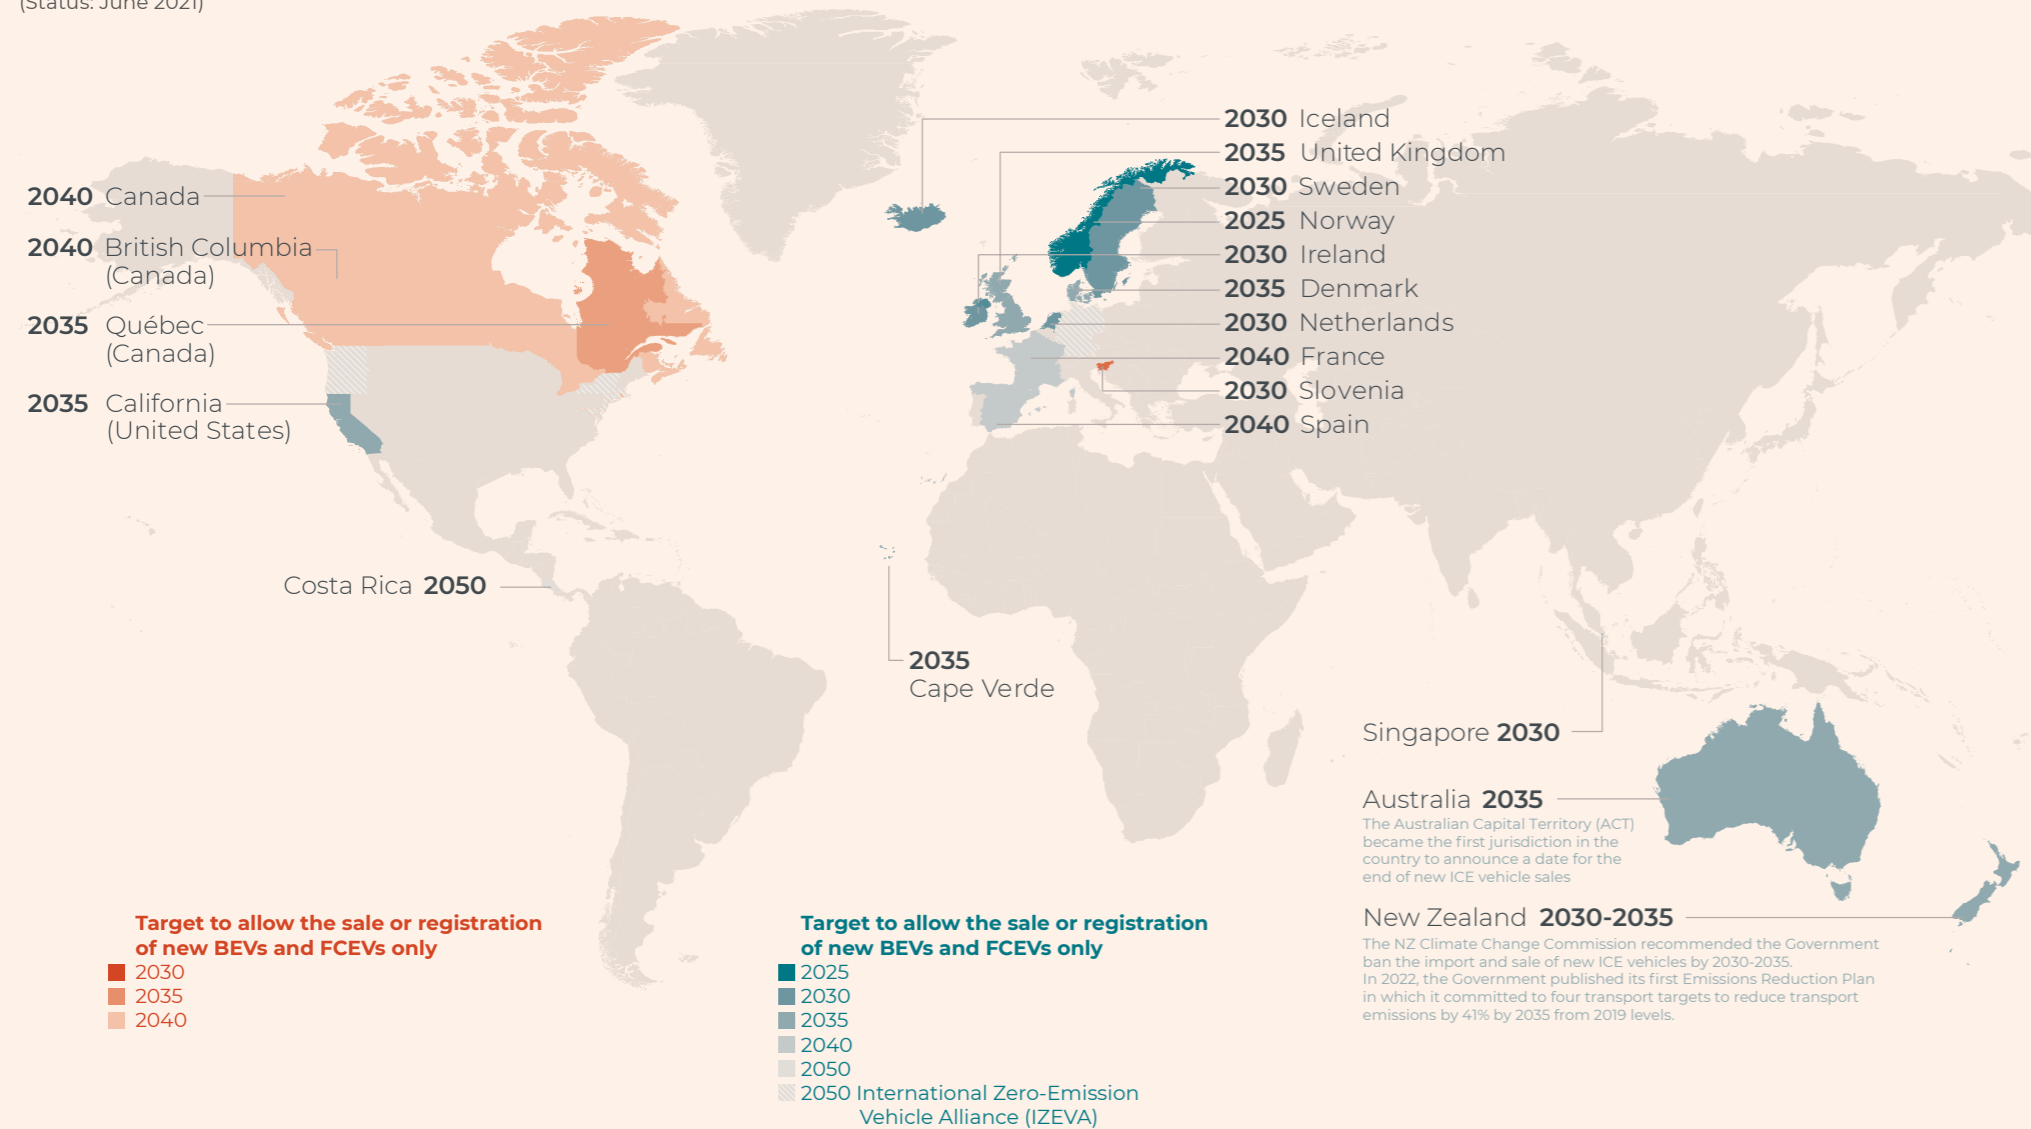 (Status: June 2021)
2040 Canada
2040 British Columbia
(Canada)
2035 Québec
(Canada)
2035 California
(United States)
Costa Rica 2050
2030 Iceland
2035 United Kingdom
2030 Sweden
2025 Norway
2030 Ireland
2035 Denmark
2030 Netherlands
2040 France
2030 Slovenia
2040 Spain
2035
Cape Verde
Singapore 2030
Australia 2035
The Australian Capital Territory (ACT)
became the first jurisdiction in the
country to announce a date for the
end of new ICE vehicle sales
New Zealand 2030-2035
The NZ Climate Change Commission recommended the Government
ban the import and sale of new ICE vehicles by 2030-2035.
In 2022, the Government published its first Emissions Reduction Plan
in which it committed to four transport targets to reduce transport
emissions by 41% by 2035 from 2019 levels.
Target to allow the sale or registration
of new BEVs and FCEVs only
2030
2035
2040
Target to allow the sale or registration
of new BEVs and FCEVs only
2025
2030
2035
2040
2050
2050 International Zero-Emission
Vehicle Alliance (IZEVA)